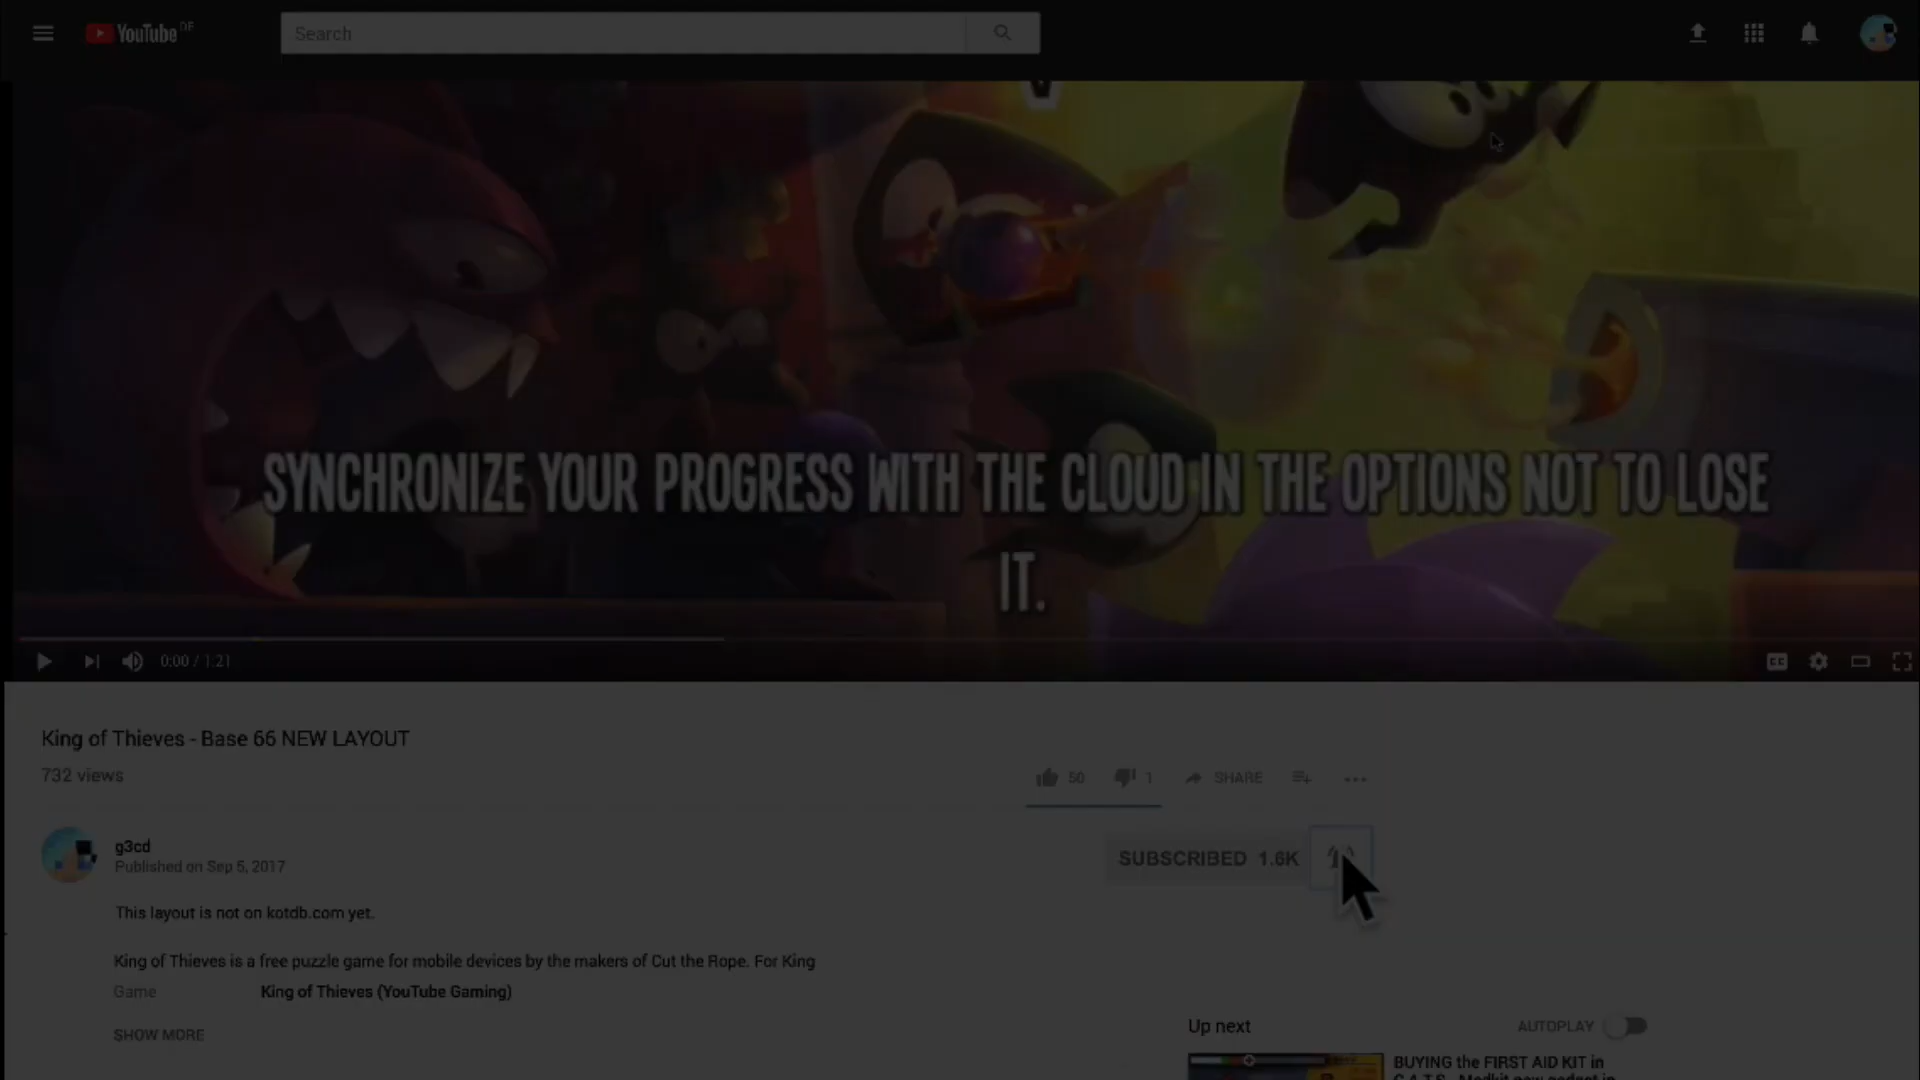 YouTube DE
Search
SYNCHRONIZE YOUR PROGRESS WITH THE CLOUD IN THE OPTIONS NOT TO LOSE
IT.
0:00 / 1:21
CC
King of Thieves - Base 66 NEW LAYOUT
732 views
50
1
SHARE
g3cd
Published on Sep 5, 2017
SUBSCRIBED 1.6K
This layout is not on kotdb.com yet.
King of Thieves is a free puzzle game for mobile devices by the makers of Cut the Rope. For King
Game
King of Thieves (YouTube Gaming)
SHOW MORE
Up next
AUTOPLAY
BUYING the FIRST AID KIT in